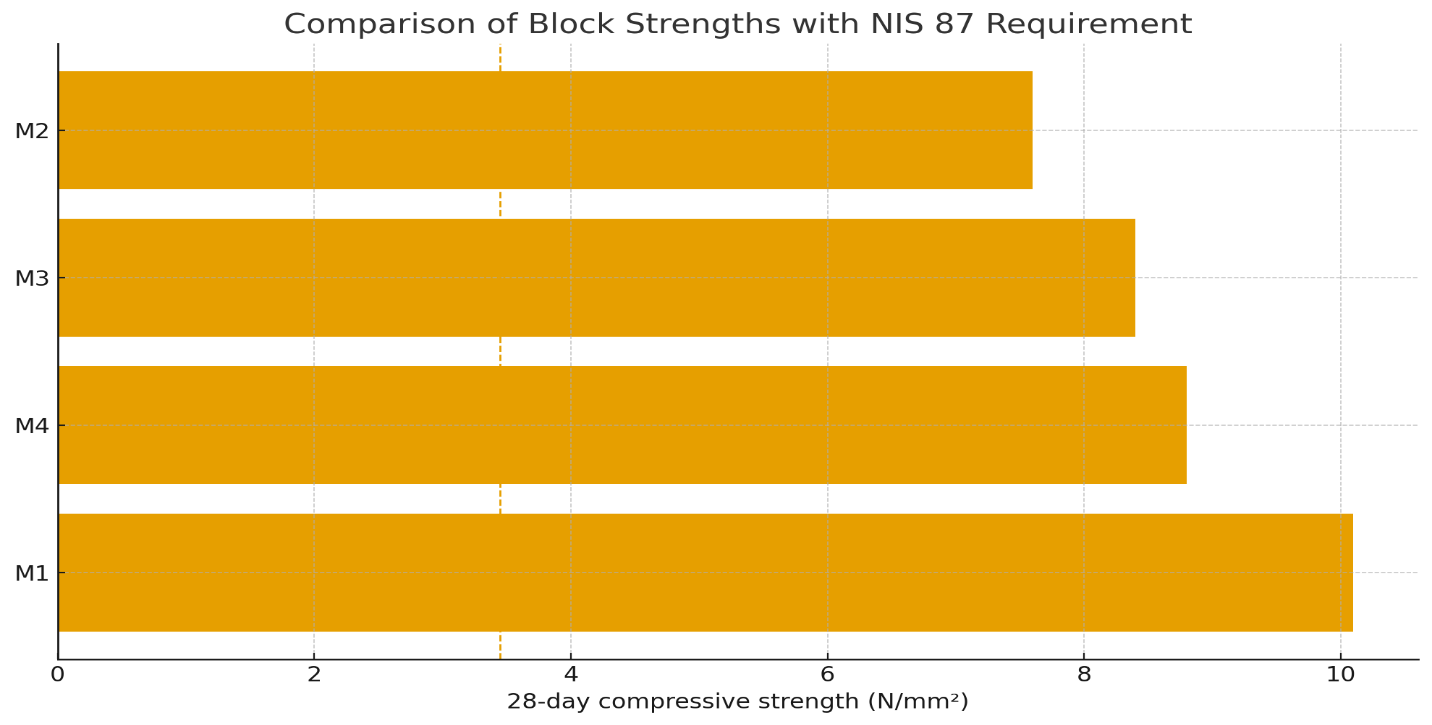 Comparison of Block Strengths with NIS 87 Requirement
M2
M3
M4
M1
0 2 4 6 8 10
28-day compressive strength (N/mm²)